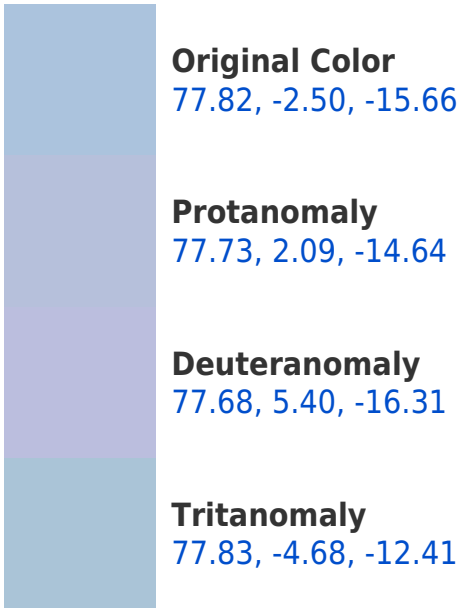 Original Color
77.82, -2.50, -15.66
Protanomaly
77.73, 2.09, -14.64
Deuteranomaly
77.68, 5.40, -16.31
Tritanomaly
77.83, -4.68, -12.41